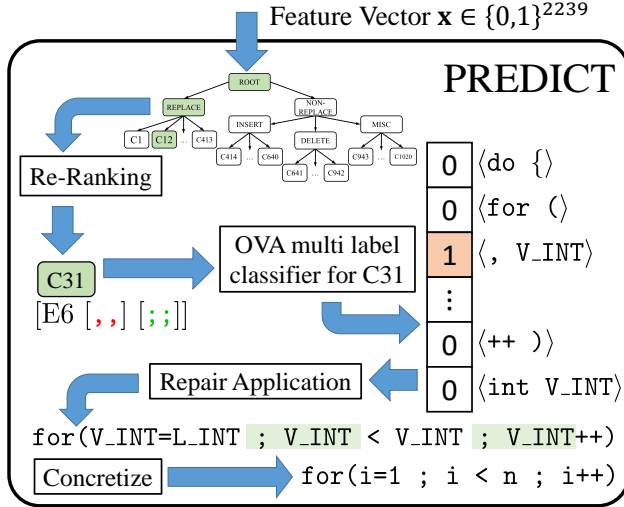 Feature Vector x ∈ {0,1}^2239
PREDICT
ROOT
REPLACE
NON-REPLACE
INSERT
MISC
DELETE
C1 C12 ... C413
C414 ... C640
C641 ... C942
C943 ... C1020
Re-Ranking
C31
[E6 [, ,] [; ;]]
OVA multi label
classifier for C31
0 ⟨do {⟩
0 ⟨for (⟩
1 ⟨, V_INT⟩
⋮
0 ⟨++ )⟩
0 ⟨int V_INT⟩
Repair Application
for(V_INT=L_INT ; V_INT < V_INT ; V_INT++)
Concretize
for(i=1 ; i < n ; i++)